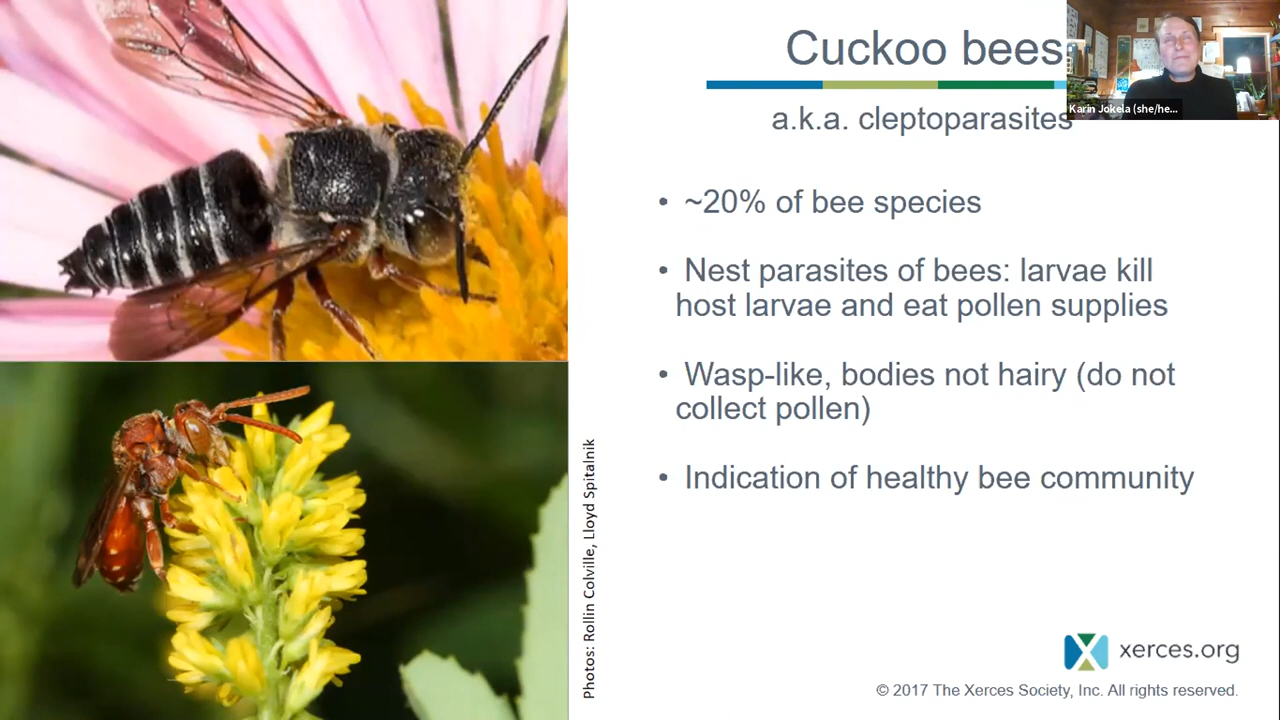 Cuckoo bees
a.k.a. cleptoparasites
Karin Jokela (she/he...
• ~20% of bee species
• Nest parasites of bees: larvae kill
host larvae and eat pollen supplies
• Wasp-like, bodies not hairy (do not
collect pollen)
• Indication of healthy bee community
Photos: Rollin Colville, Lloyd Spitalnik
xerces.org
© 2017 The Xerces Society, Inc. All rights reserved.